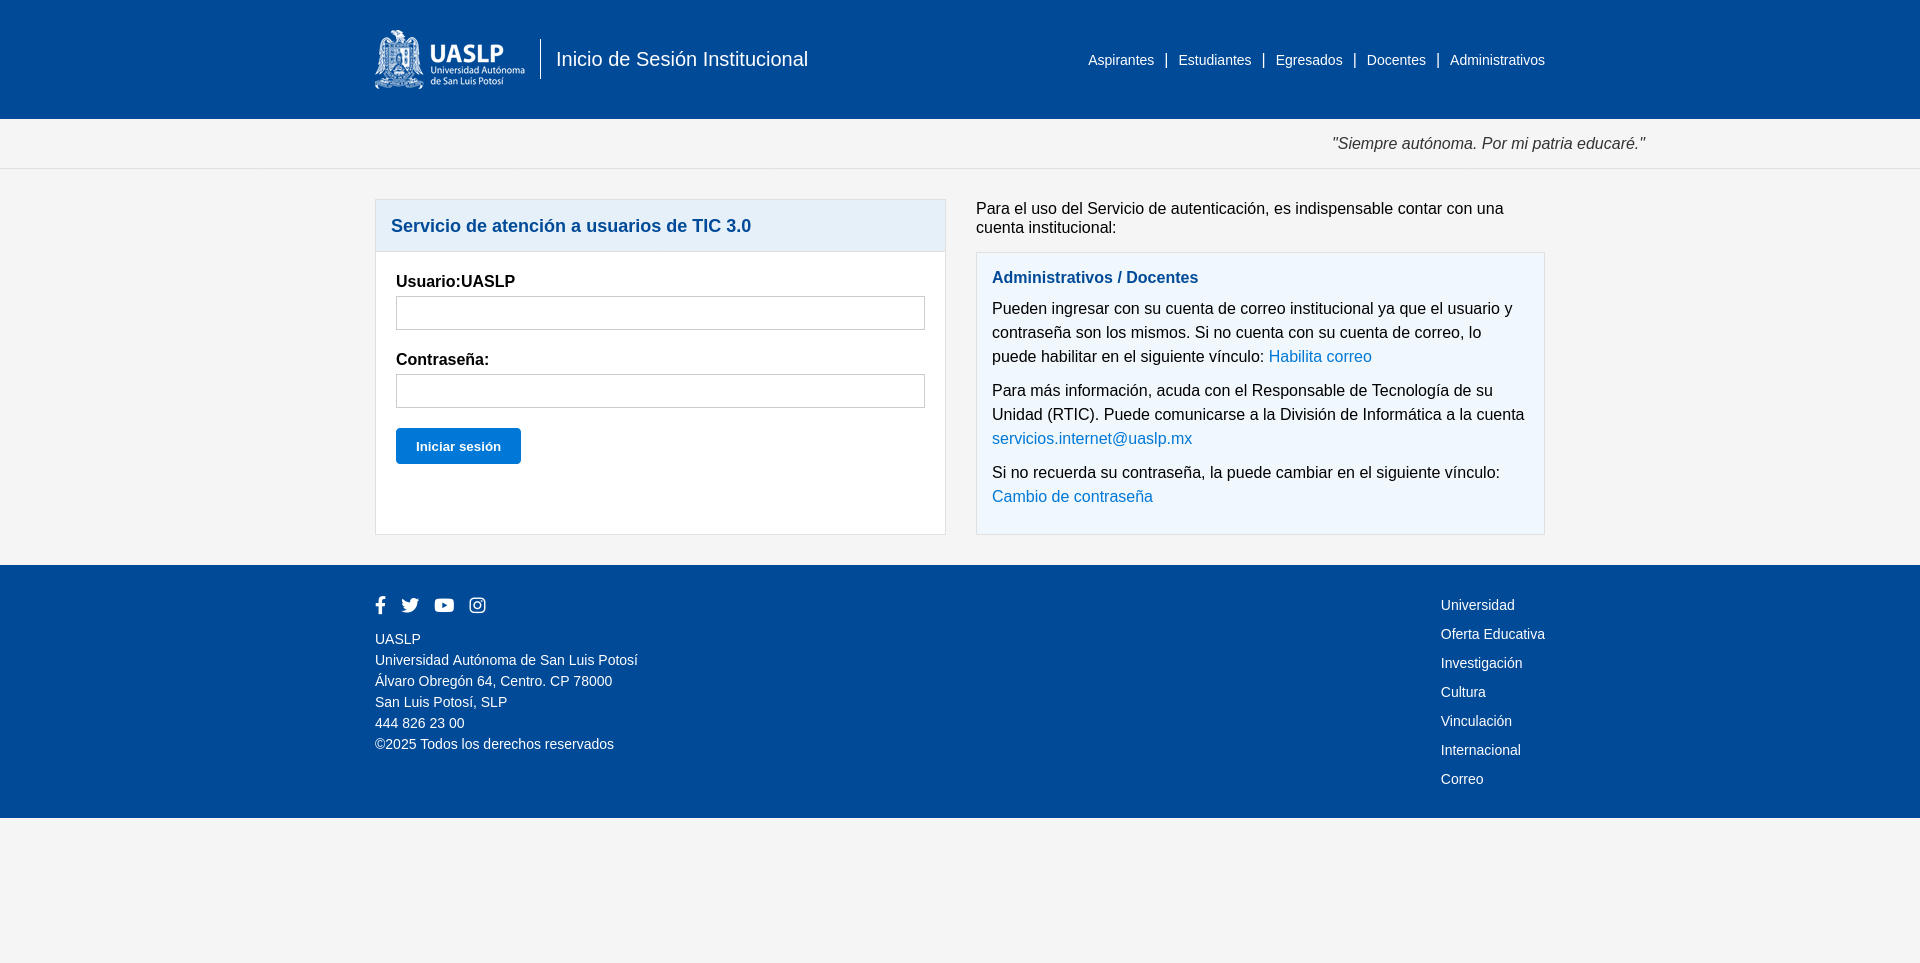 UASLP
Universidad Autónoma
de San Luis Potosí
Inicio de Sesión Institucional
Aspirantes | Estudiantes | Egresados | Docentes | Administrativos
"Siempre autónoma. Por mi patria educaré."
Servicio de atención a usuarios de TIC 3.0
Usuario:UASLP
Contraseña:
Iniciar sesión
Para el uso del Servicio de autenticación, es indispensable contar con una
cuenta institucional:
Administrativos / Docentes
Pueden ingresar con su cuenta de correo institucional ya que el usuario y
contraseña son los mismos. Si no cuenta con su cuenta de correo, lo
puede habilitar en el siguiente vínculo: Habilita correo
Para más información, acuda con el Responsable de Tecnología de su
Unidad (RTIC). Puede comunicarse a la División de Informática a la cuenta
servicios.internet@uaslp.mx
Si no recuerda su contraseña, la puede cambiar en el siguiente vínculo:
Cambio de contraseña
UASLP
Universidad Autónoma de San Luis Potosí
Álvaro Obregón 64, Centro. CP 78000
San Luis Potosí, SLP
444 826 23 00
©2025 Todos los derechos reservados
Universidad
Oferta Educativa
Investigación
Cultura
Vinculación
Internacional
Correo